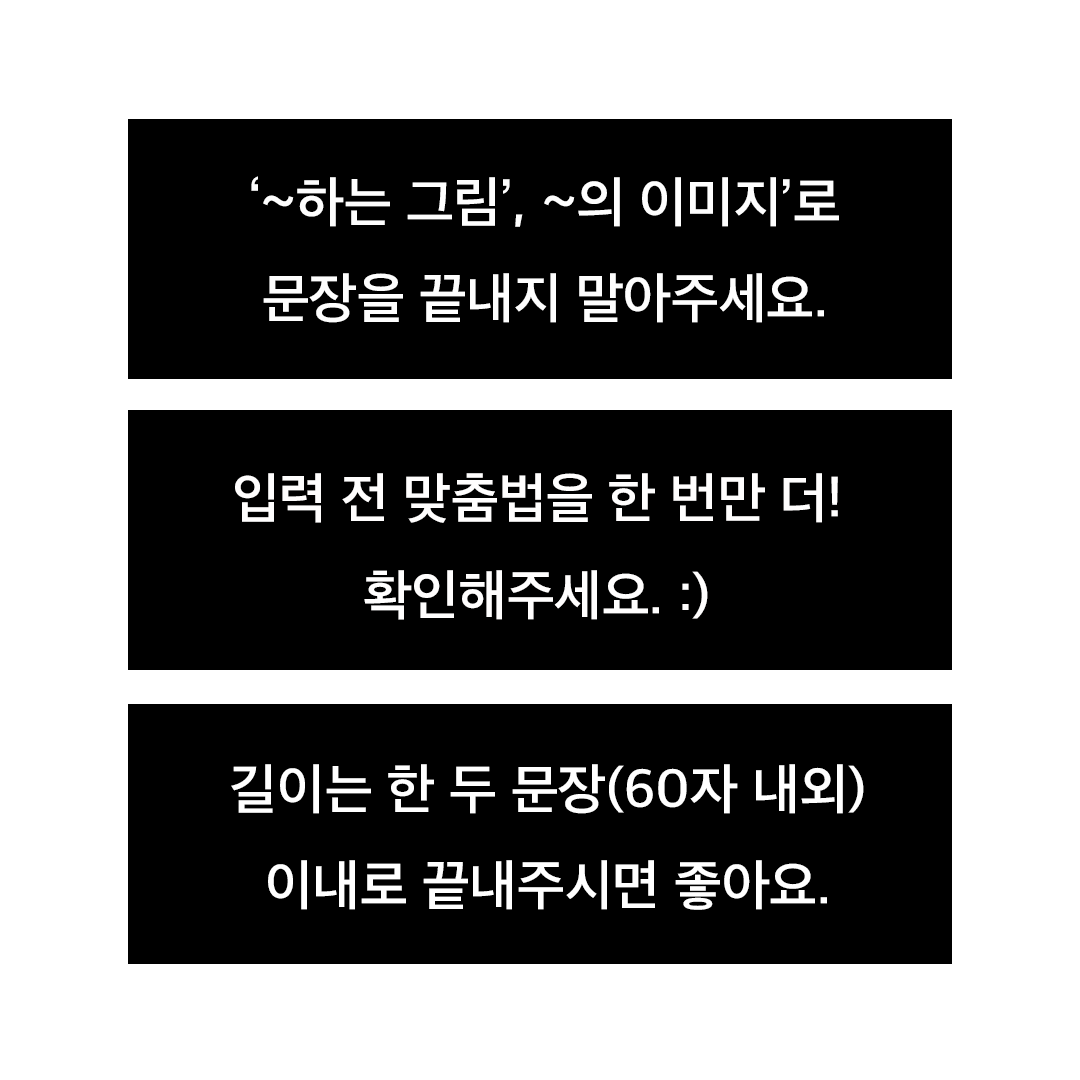 ‘~하는 그림’, ~의 이미지’로
문장을 끝내지 말아주세요.
입력 전 맞춤법을 한 번만 더!
확인해주세요. :)
길이는 한 두 문장(60자 내외)
이내로 끝내주시면 좋아요.